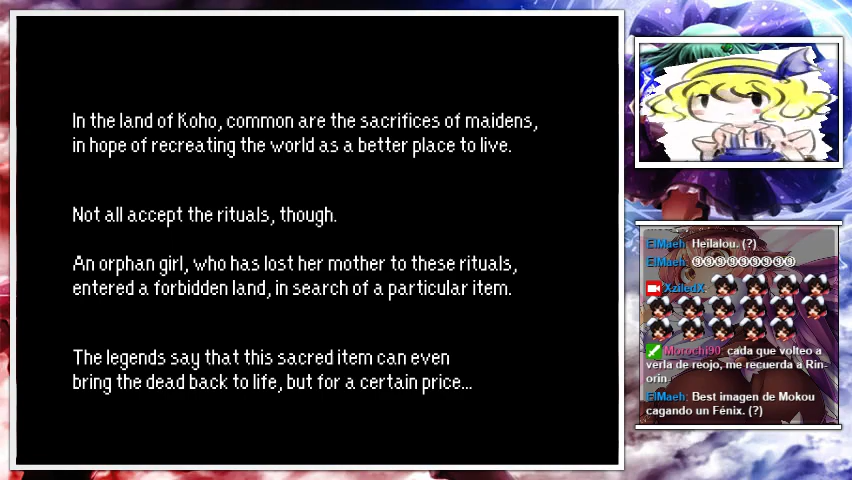 In the land of Koho, common are the sacrifices of maidens,
in hope of recreating the world as a better place to live.
Not all accept the rituals, though.
An orphan girl, who has lost her mother to these rituals,
entered a forbidden land, in search of a particular item.
The legends say that this sacred item can even
bring the dead back to life, but for a certain price...
ElMaeh: Heilalou. (?)
ElMaeh: ⑨⑨⑨⑨⑨⑨⑨⑨⑨
XziledX:
Morochi90: cada que volteo a
verla de reojo, me recuerda a Rin-
orin
ElMaeh: Best imagen de Mokou
cagando un Fénix. (?)